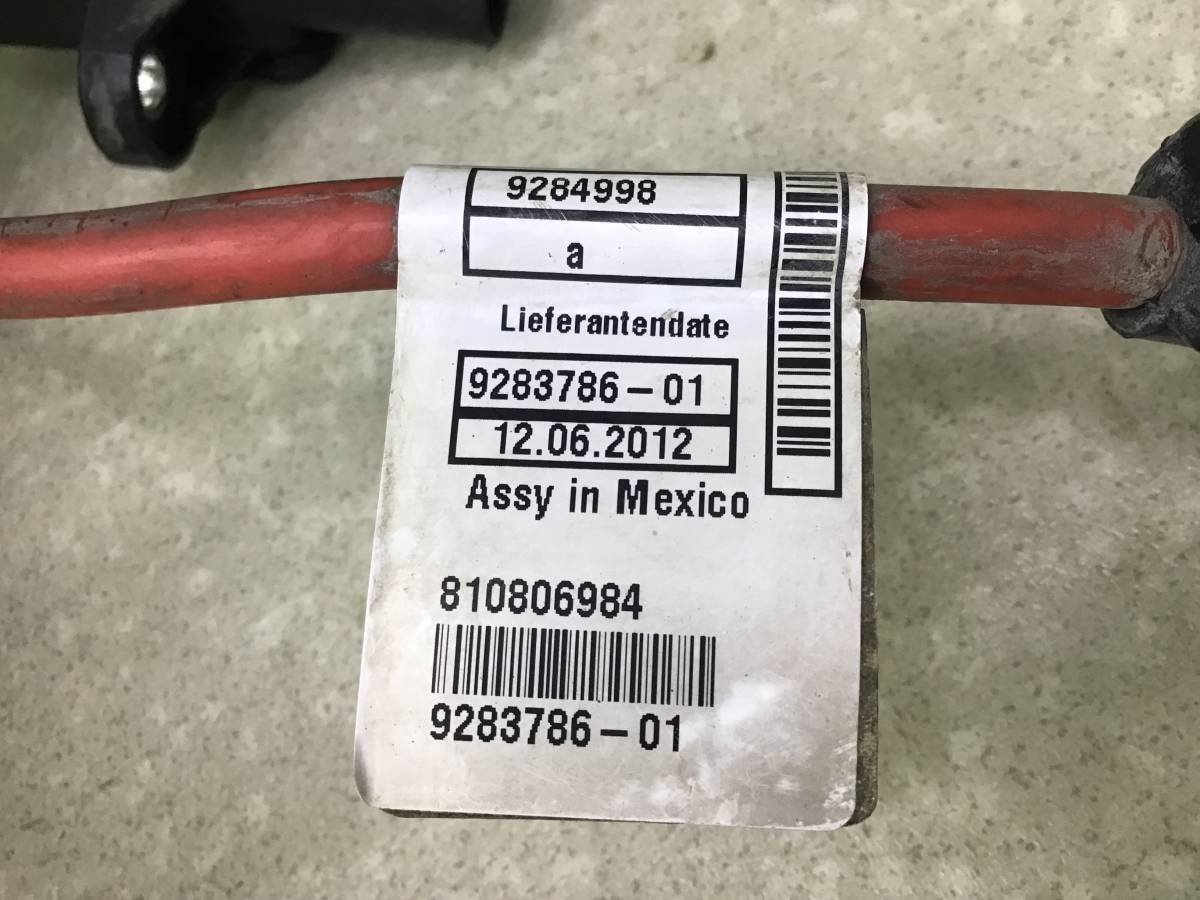 9284998
a
Lieferantendate
9283786-01
12.06.2012
Assy in Mexico
810806984
9283786-01